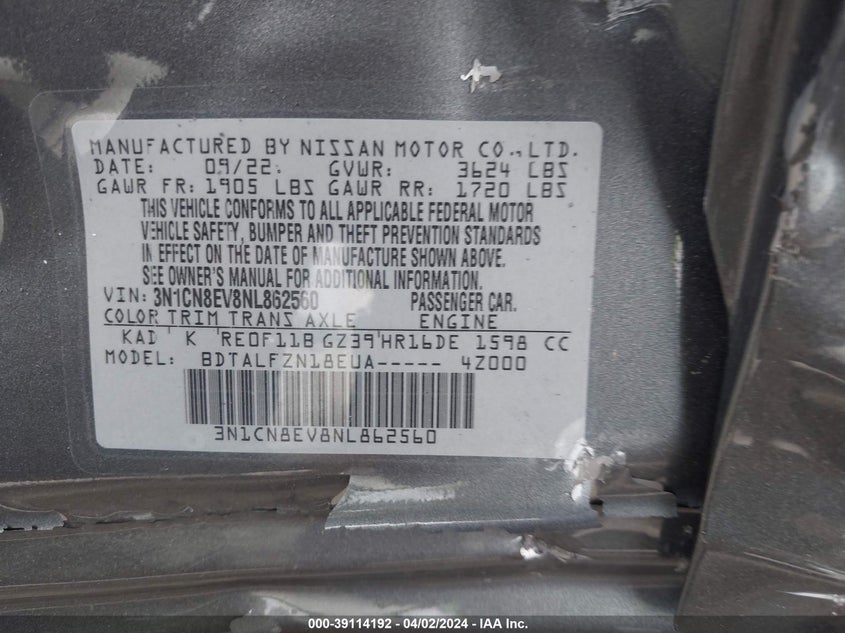 MANUFACTURED BY NISSAN MOTOR CO., LTD.
DATE: 09/22 GVWR: 3624 LBS
GAWR FR: 1905 LBS GAWR RR: 1720 LBS
THIS VEHICLE CONFORMS TO ALL APPLICABLE FEDERAL MOTOR
VEHICLE SAFETY, BUMPER AND THEFT PREVENTION STANDARDS
IN EFFECT ON THE DATE OF MANUFACTURE SHOWN ABOVE.
SEE OWNER'S MANUAL FOR ADDITIONAL INFORMATION.
VIN: 3N1CN8EV8NL862560 PASSENGER CAR.
COLOR TRIM TRANS AXLE ENGINE
KAD ' K 'RE0F11B GZ39'HR16DE 1598 CC
MODEL: BDTALFZN18EUA----- 4Z000
3N1CN8EV8NL862560
000-39114192 - 04/02/2024 - IAA Inc.